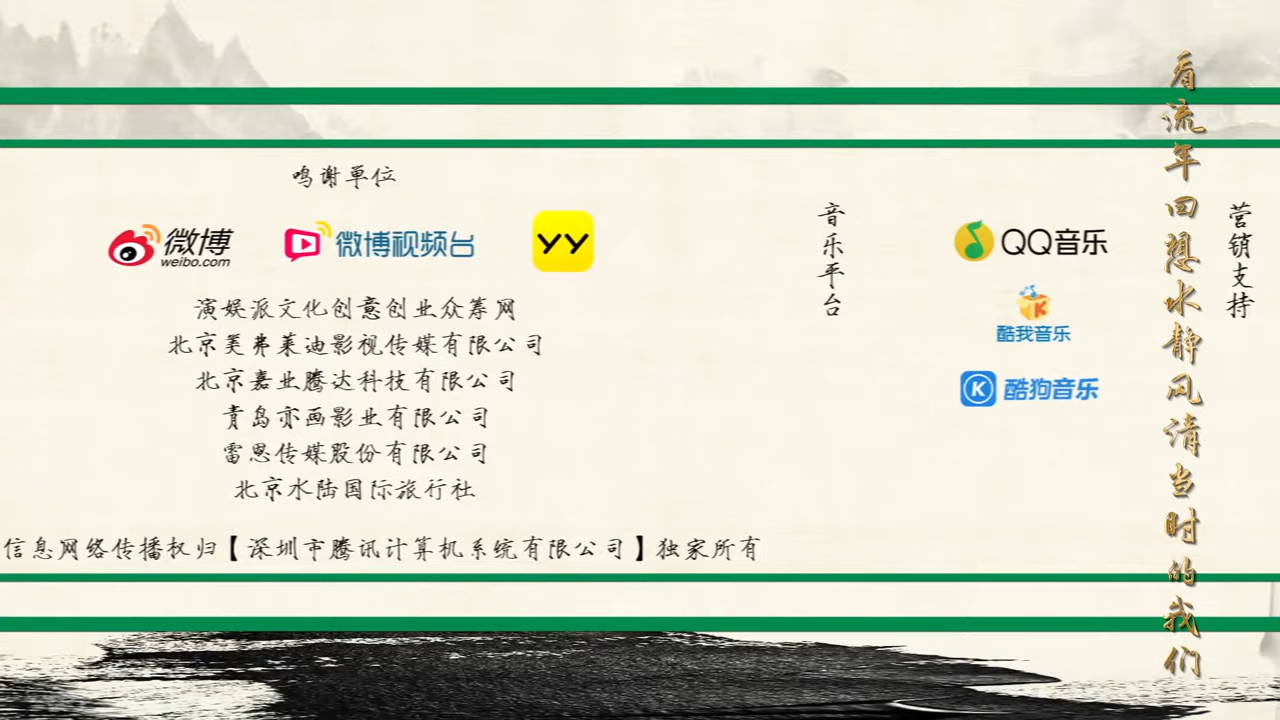 鸣谢单位
微博
weibo.com
微博视频台
YY
演娱派文化创意创业众筹网
北京美弗莱迪影视传媒有限公司
北京嘉业腾达科技有限公司
青岛亦画影业有限公司
雷思传媒股份有限公司
北京水陆国际旅行社
信息网络传播权归【深圳市腾讯计算机系统有限公司】独家所有
音乐平台
QQ音乐
K
酷我音乐
K
酷狗音乐
看流年回想水静风清当时的我们
营销支持